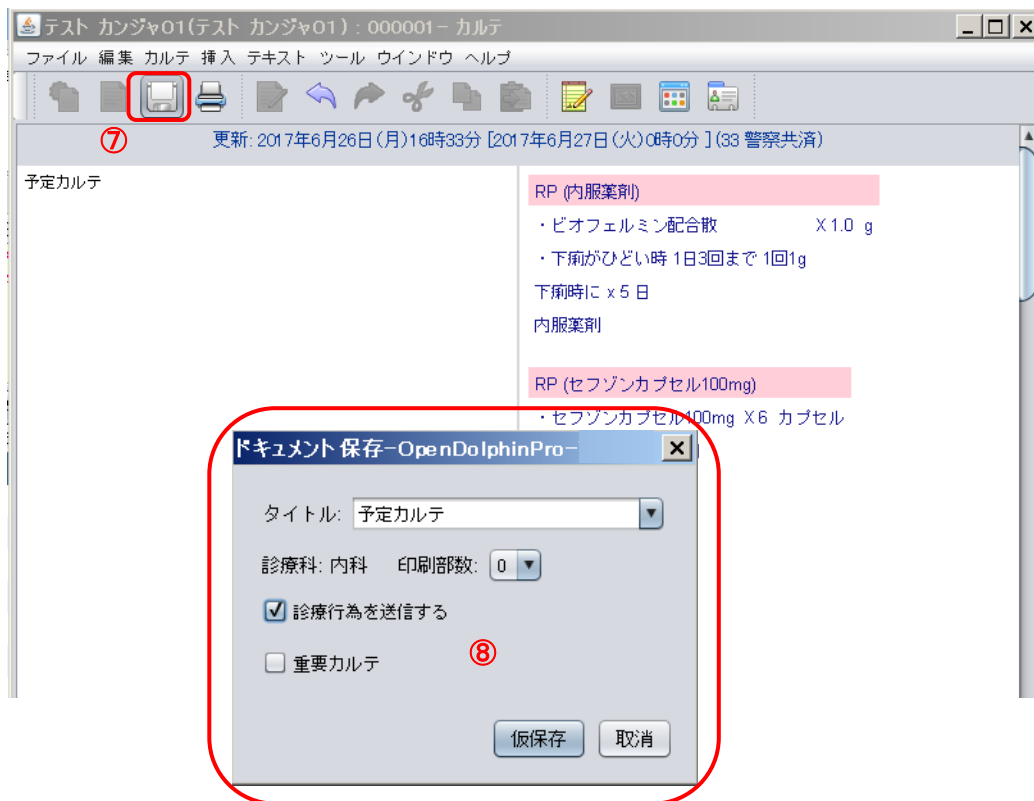 テスト カンジャ01(テスト カンジャ01) : 000001 - カルテ
ファイル 編集 カルテ 挿入 テキスト ツール ウインドウ ヘルプ
⑦
更新: 2017年6月26日(月)16時33分 [2017年6月27日(火)0時0分 ] (33 警察共済)
予定カルテ
RP (内服薬剤)
・ビオフェルミン配合散 X 1.0 g
・下痢がひどい時 1日3回まで 1回1g
下痢時に x 5 日
内服薬剤
RP (セフゾンカプセル100mg)
・セフゾンカプセル100mg X 6 カプセル
ドキュメント保存-OpenDolphinPro-
タイトル: 予定カルテ
診療科: 内科 印刷部数: 0
診療行為を送信する
⑧
重要カルテ
仮保存 取消